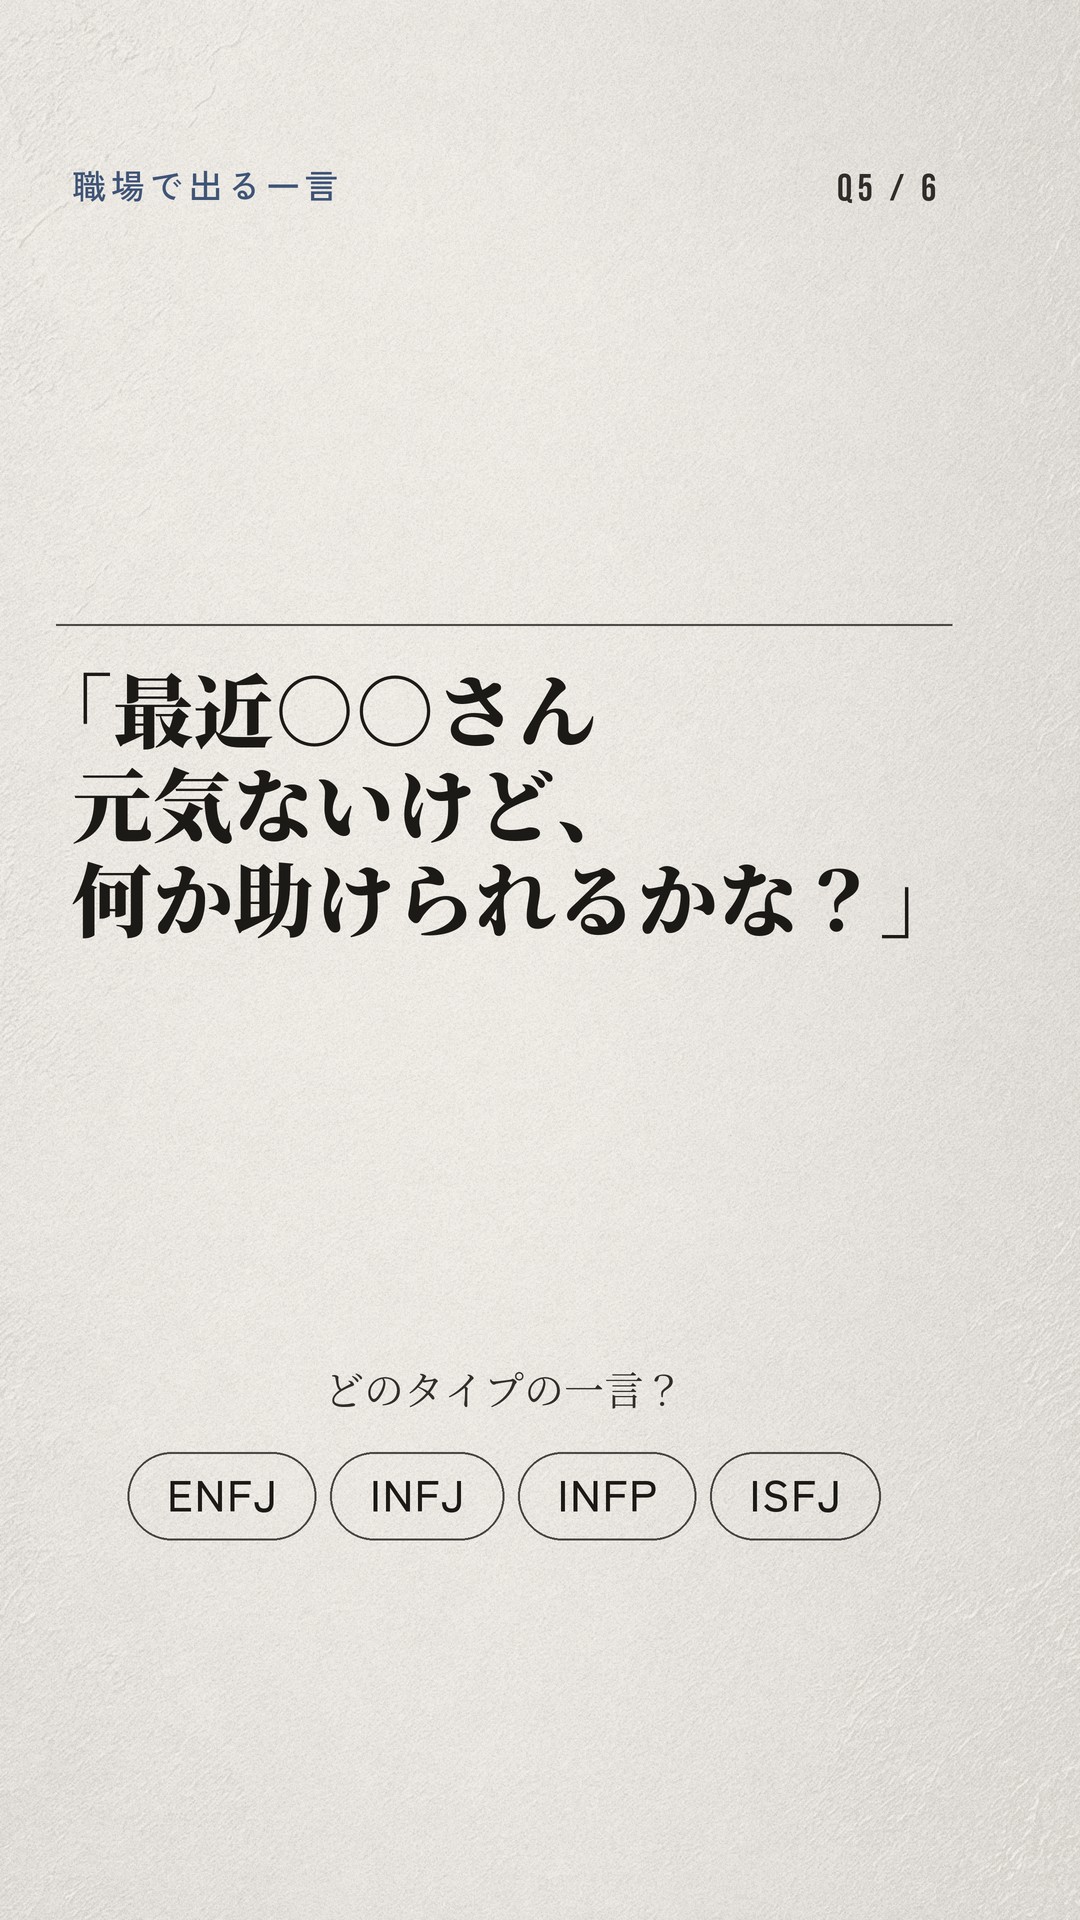 職場で出る一言
Q5 / 6
「最近〇〇さん
元気ないけど、
何か助けられるかな？」
どのタイプの一言？
ENFJ
INFJ
INFP
ISFJ